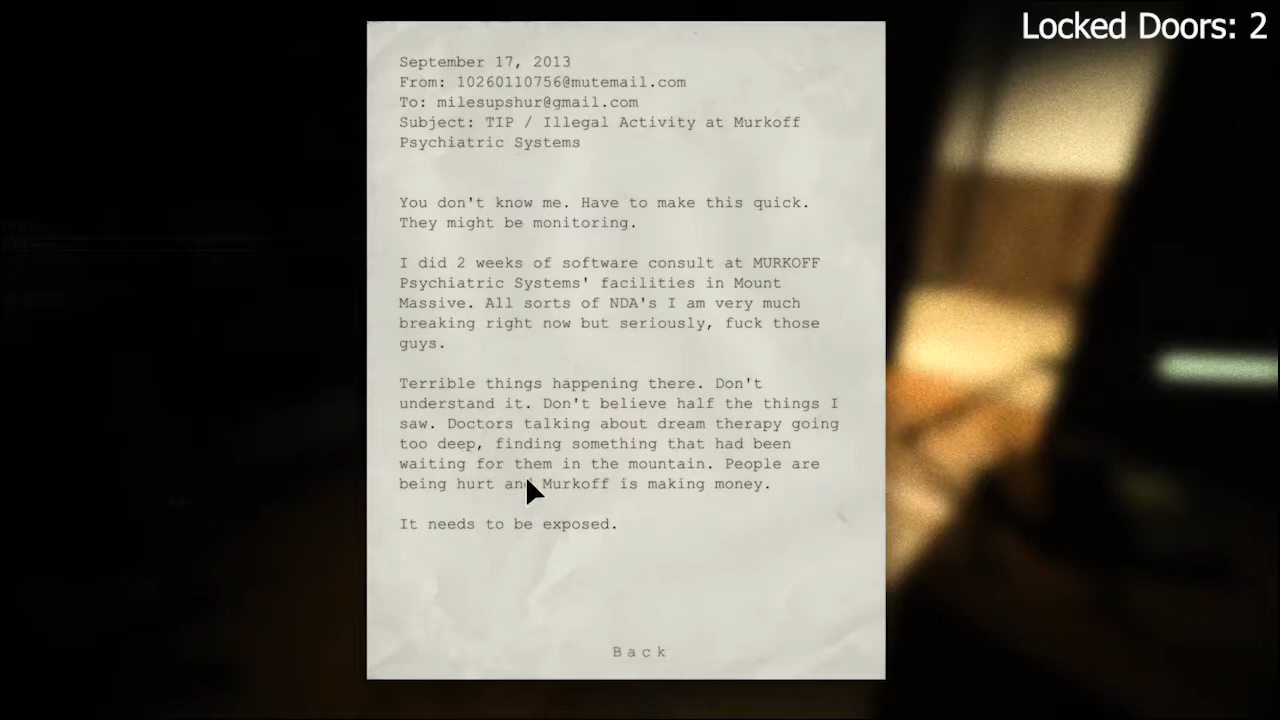 Locked Doors: 2
September 17, 2013
From: 10260110756@mutemail.com
To: milesupshur@gmail.com
Subject: TIP / Illegal Activity at Murkoff
Psychiatric Systems
You don't know me. Have to make this quick.
They might be monitoring.
I did 2 weeks of software consult at MURKOFF
Psychiatric Systems' facilities in Mount
Massive. All sorts of NDA's I am very much
breaking right now but seriously, fuck those
guys.
Terrible things happening there. Don't
understand it. Don't believe half the things I
saw. Doctors talking about dream therapy going
too deep, finding something that had been
waiting for them in the mountain. People are
being hurt and Murkoff is making money.
It needs to be exposed.
Back